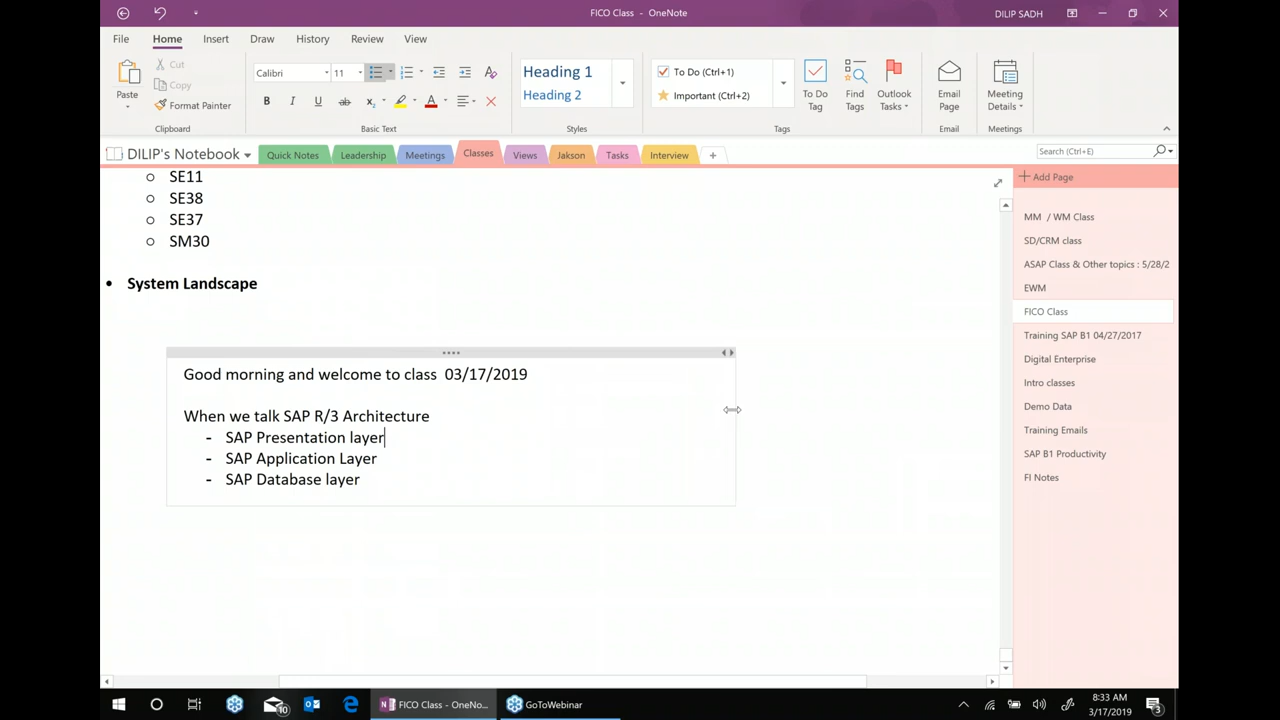 FICO Class - OneNote
DILIP SADH
File Home Insert Draw History Review View
Paste
Cut
Copy
Format Painter
Clipboard
Calibri 11
B I U ab x₂ A
Basic Text
Heading 1
Heading 2
Styles
To Do (Ctrl+1)
Important (Ctrl+2)
To Do Tag
Find Tags
Outlook Tasks
Tags
Email Page
Email
Meeting Details
Meetings
DILIP's Notebook
Quick Notes Leadership Meetings Classes Views Jakson Tasks Interview
Search (Ctrl+E)
SE11
SE38
SE37
SM30
System Landscape
Good morning and welcome to class 03/17/2019
When we talk SAP R/3 Architecture
- SAP Presentation layer
- SAP Application Layer
- SAP Database layer
Add Page
MM / WM Class
SD/CRM class
ASAP Class & Other topics : 5/28/2
EWM
FICO Class
Training SAP B1 04/27/2017
Digital Enterprise
Intro classes
Demo Data
Training Emails
SAP B1 Productivity
FI Notes
10
FICO Class - OneNo...
GoToWebinar
8:33 AM
3/17/2019
3